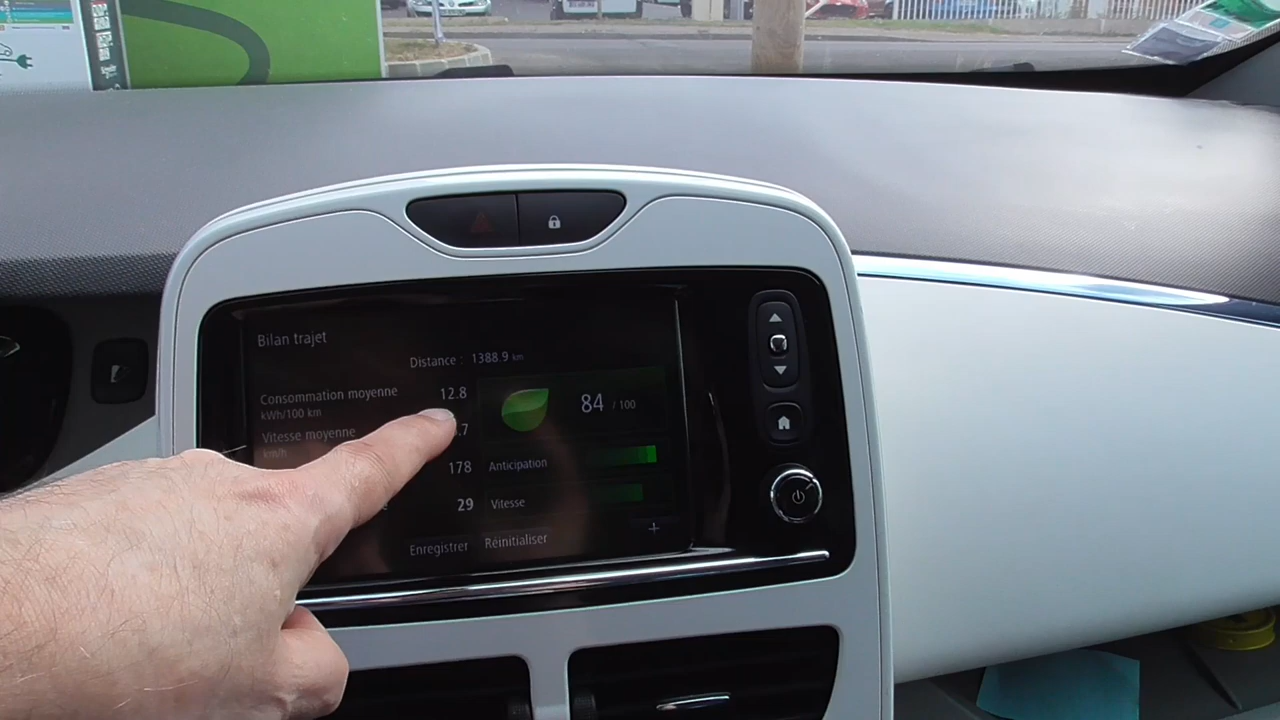 Bilan trajet
Distance : 1388.9 km
Consommation moyenne 12.8
kWh/100 km
84 / 100
Vitesse moyenne .7
km/h
178
Anticipation
29
Vitesse
+
Enregistrer
Réinitialiser